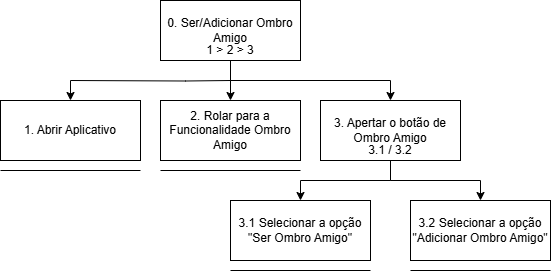 0. Ser/Adicionar Ombro
Amigo
1 > 2 > 3
1. Abrir Aplicativo
2. Rolar para a
Funcionalidade Ombro
Amigo
3. Apertar o botão de
Ombro Amigo
3.1 / 3.2
3.1 Selecionar a opção
"Ser Ombro Amigo"
3.2 Selecionar a opção
"Adicionar Ombro Amigo"